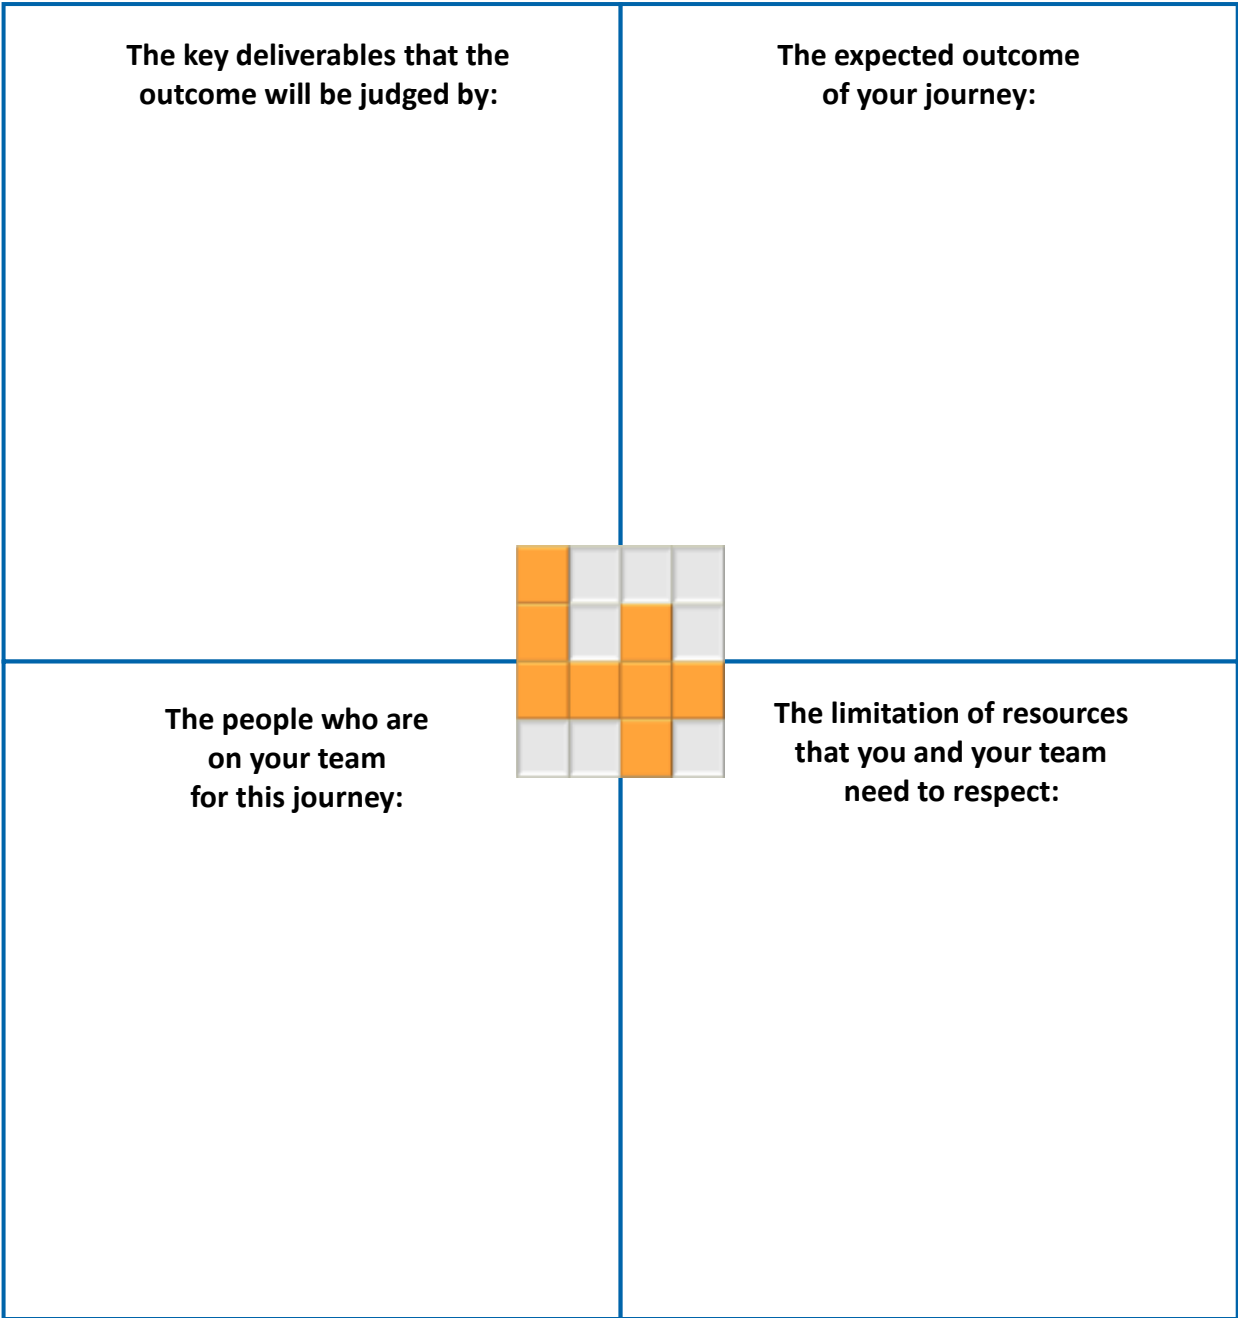 The key deliverables that the
outcome will be judged by:
The expected outcome
of your journey:
The people who are
on your team
for this journey:
The limitation of resources
that you and your team
need to respect: